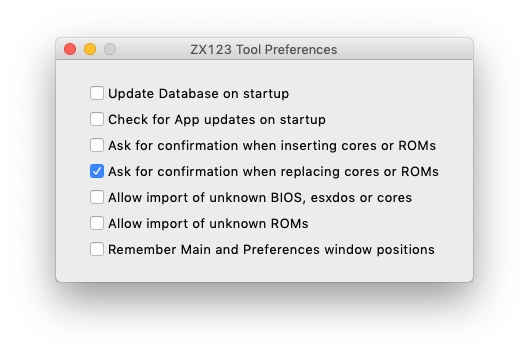 ZX123 Tool Preferences
Update Database on startup
Check for App updates on startup
Ask for confirmation when inserting cores or ROMs
Ask for confirmation when replacing cores or ROMs
Allow import of unknown BIOS, esxdos or cores
Allow import of unknown ROMs
Remember Main and Preferences window positions